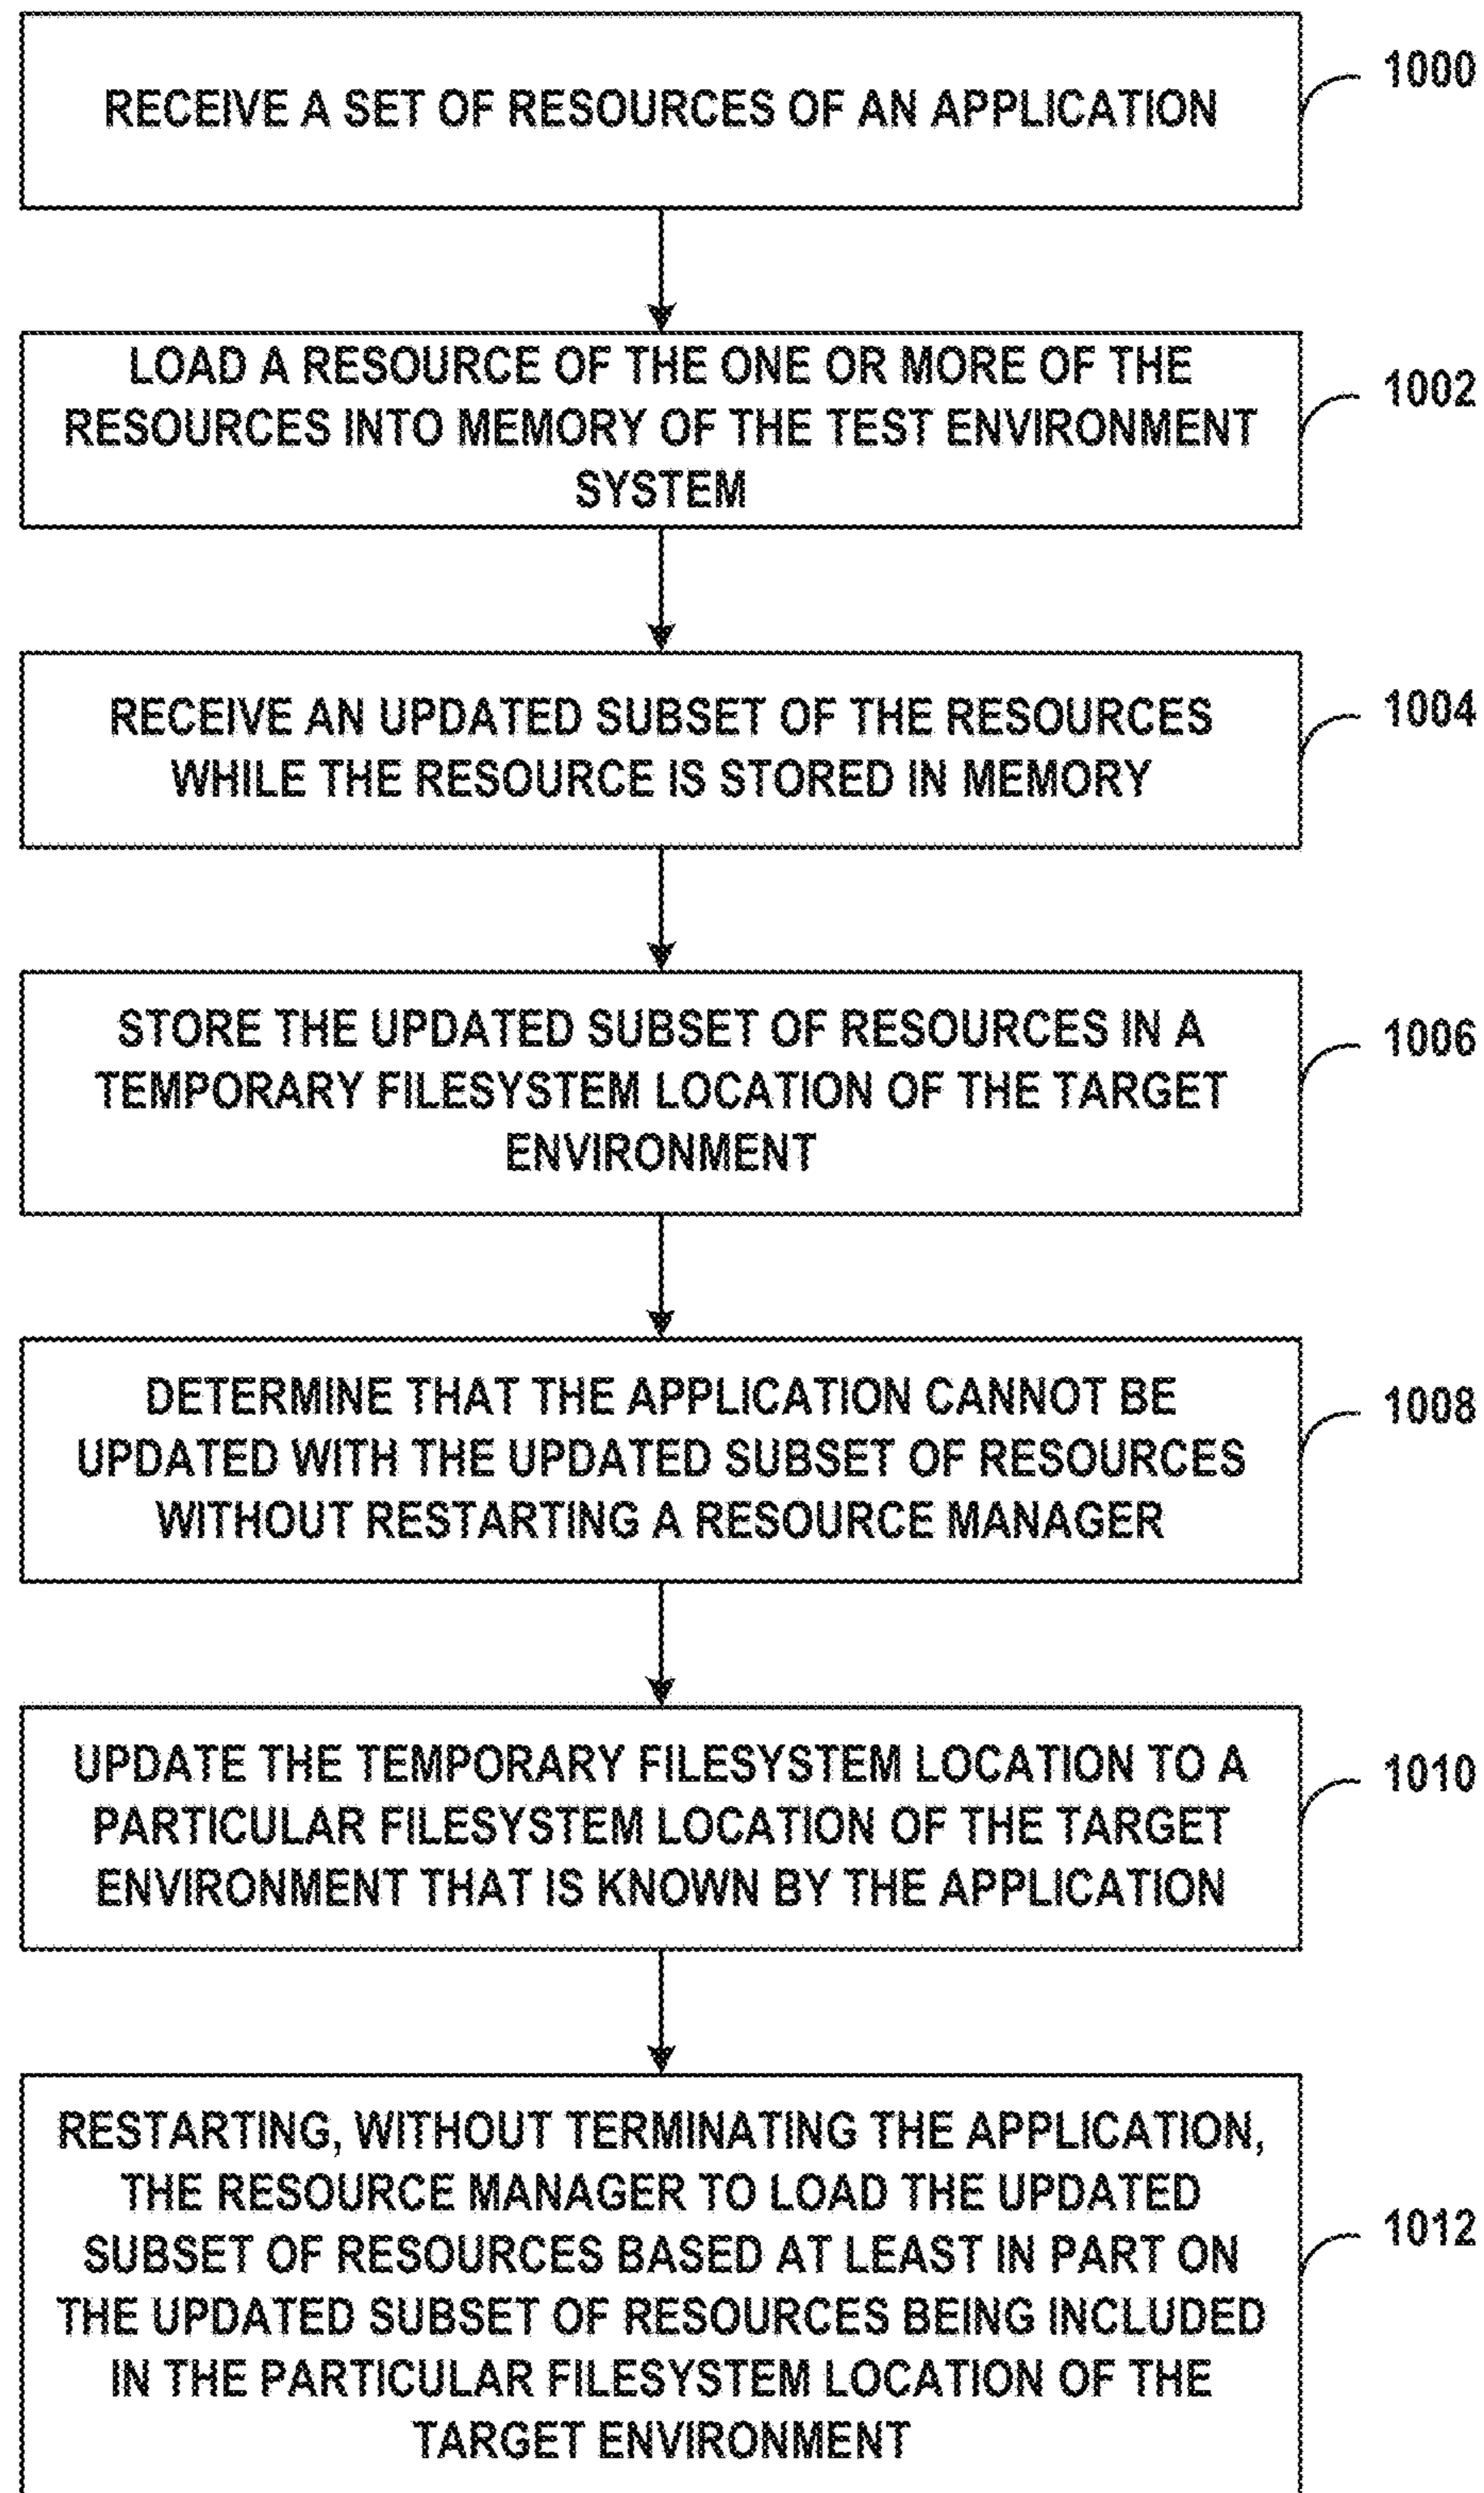 RECEIVE A SET OF RESOURCES OF AN APPLICATION
1000
LOAD A RESOURCE OF THE ONE OR MORE OF THE
RESOURCES INTO MEMORY OF THE TEST ENVIRONMENT
SYSTEM
1002
RECEIVE AN UPDATED SUBSET OF THE RESOURCES
WHILE THE RESOURCE IS STORED IN MEMORY
1004
STORE THE UPDATED SUBSET OF RESOURCES IN A
TEMPORARY FILESYSTEM LOCATION OF THE TARGET
ENVIRONMENT
1006
DETERMINE THAT THE APPLICATION CANNOT BE
UPDATED WITH THE UPDATED SUBSET OF RESOURCES
WITHOUT RESTARTING A RESOURCE MANAGER
1008
UPDATE THE TEMPORARY FILESYSTEM LOCATION TO A
PARTICULAR FILESYSTEM LOCATION OF THE TARGET
ENVIRONMENT THAT IS KNOWN BY THE APPLICATION
1010
RESTARTING, WITHOUT TERMINATING THE APPLICATION,
THE RESOURCE MANAGER TO LOAD THE UPDATED
SUBSET OF RESOURCES BASED AT LEAST IN PART ON
THE UPDATED SUBSET OF RESOURCES BEING INCLUDED
IN THE PARTICULAR FILESYSTEM LOCATION OF THE
TARGET ENVIRONMENT
1012